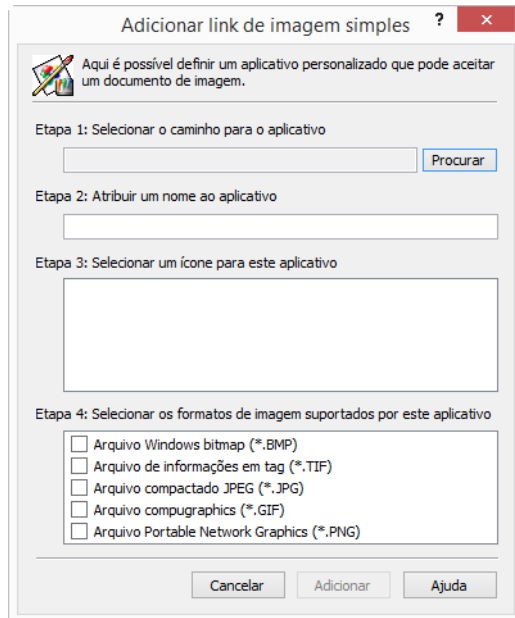 Adicionar link de imagem simples ? ×
Aqui é possível definir um aplicativo personalizado que pode aceitar
um documento de imagem.
Etapa 1: Selecionar o caminho para o aplicativo
Procurar
Etapa 2: Atribuir um nome ao aplicativo
Etapa 3: Selecionar um ícone para este aplicativo
Etapa 4: Selecionar os formatos de imagem suportados por este aplicativo
Arquivo Windows bitmap (*.BMP)
Arquivo de informações em tag (*.TIF)
Arquivo compactado JPEG (*.JPG)
Arquivo compugraphics (*.GIF)
Arquivo Portable Network Graphics (*.PNG)
Cancelar Adicionar Ajuda